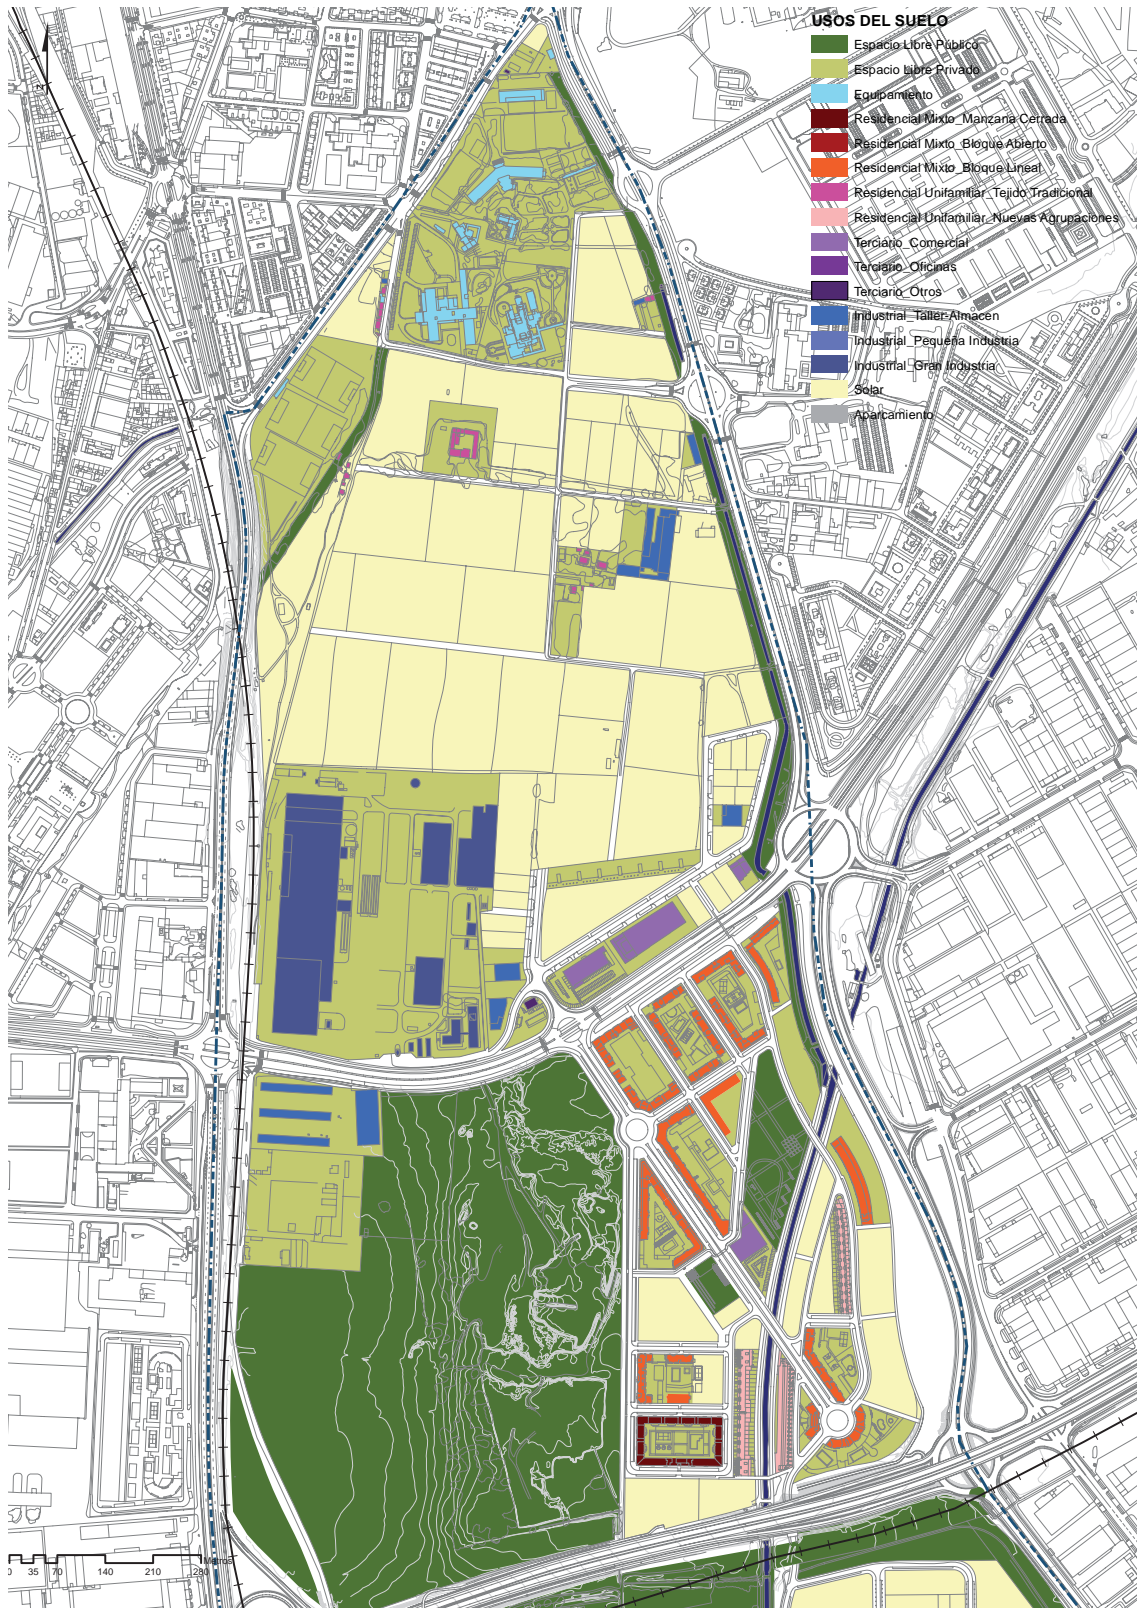 USOS DEL SUELO
Espacio Libre Público
Espacio Libre Privado
Equipamiento
Residencial Mixto_Manzana Cerrada
Residencial Mixto_Bloque Abierto
Residencial Mixto_Bloque Lineal
Residencial Unifamiliar_Tejido Tradicional
Residencial Unifamiliar_Nuevas Agrupaciones
Terciario_Comercial
Terciario_Oficinas
Terciario_Otros
Industrial_Taller-Almacen
Industrial_Pequeña Industria
Industrial_Gran Industria
Solar
Aparcamiento
N
Metros
0 35 70 140 210 280